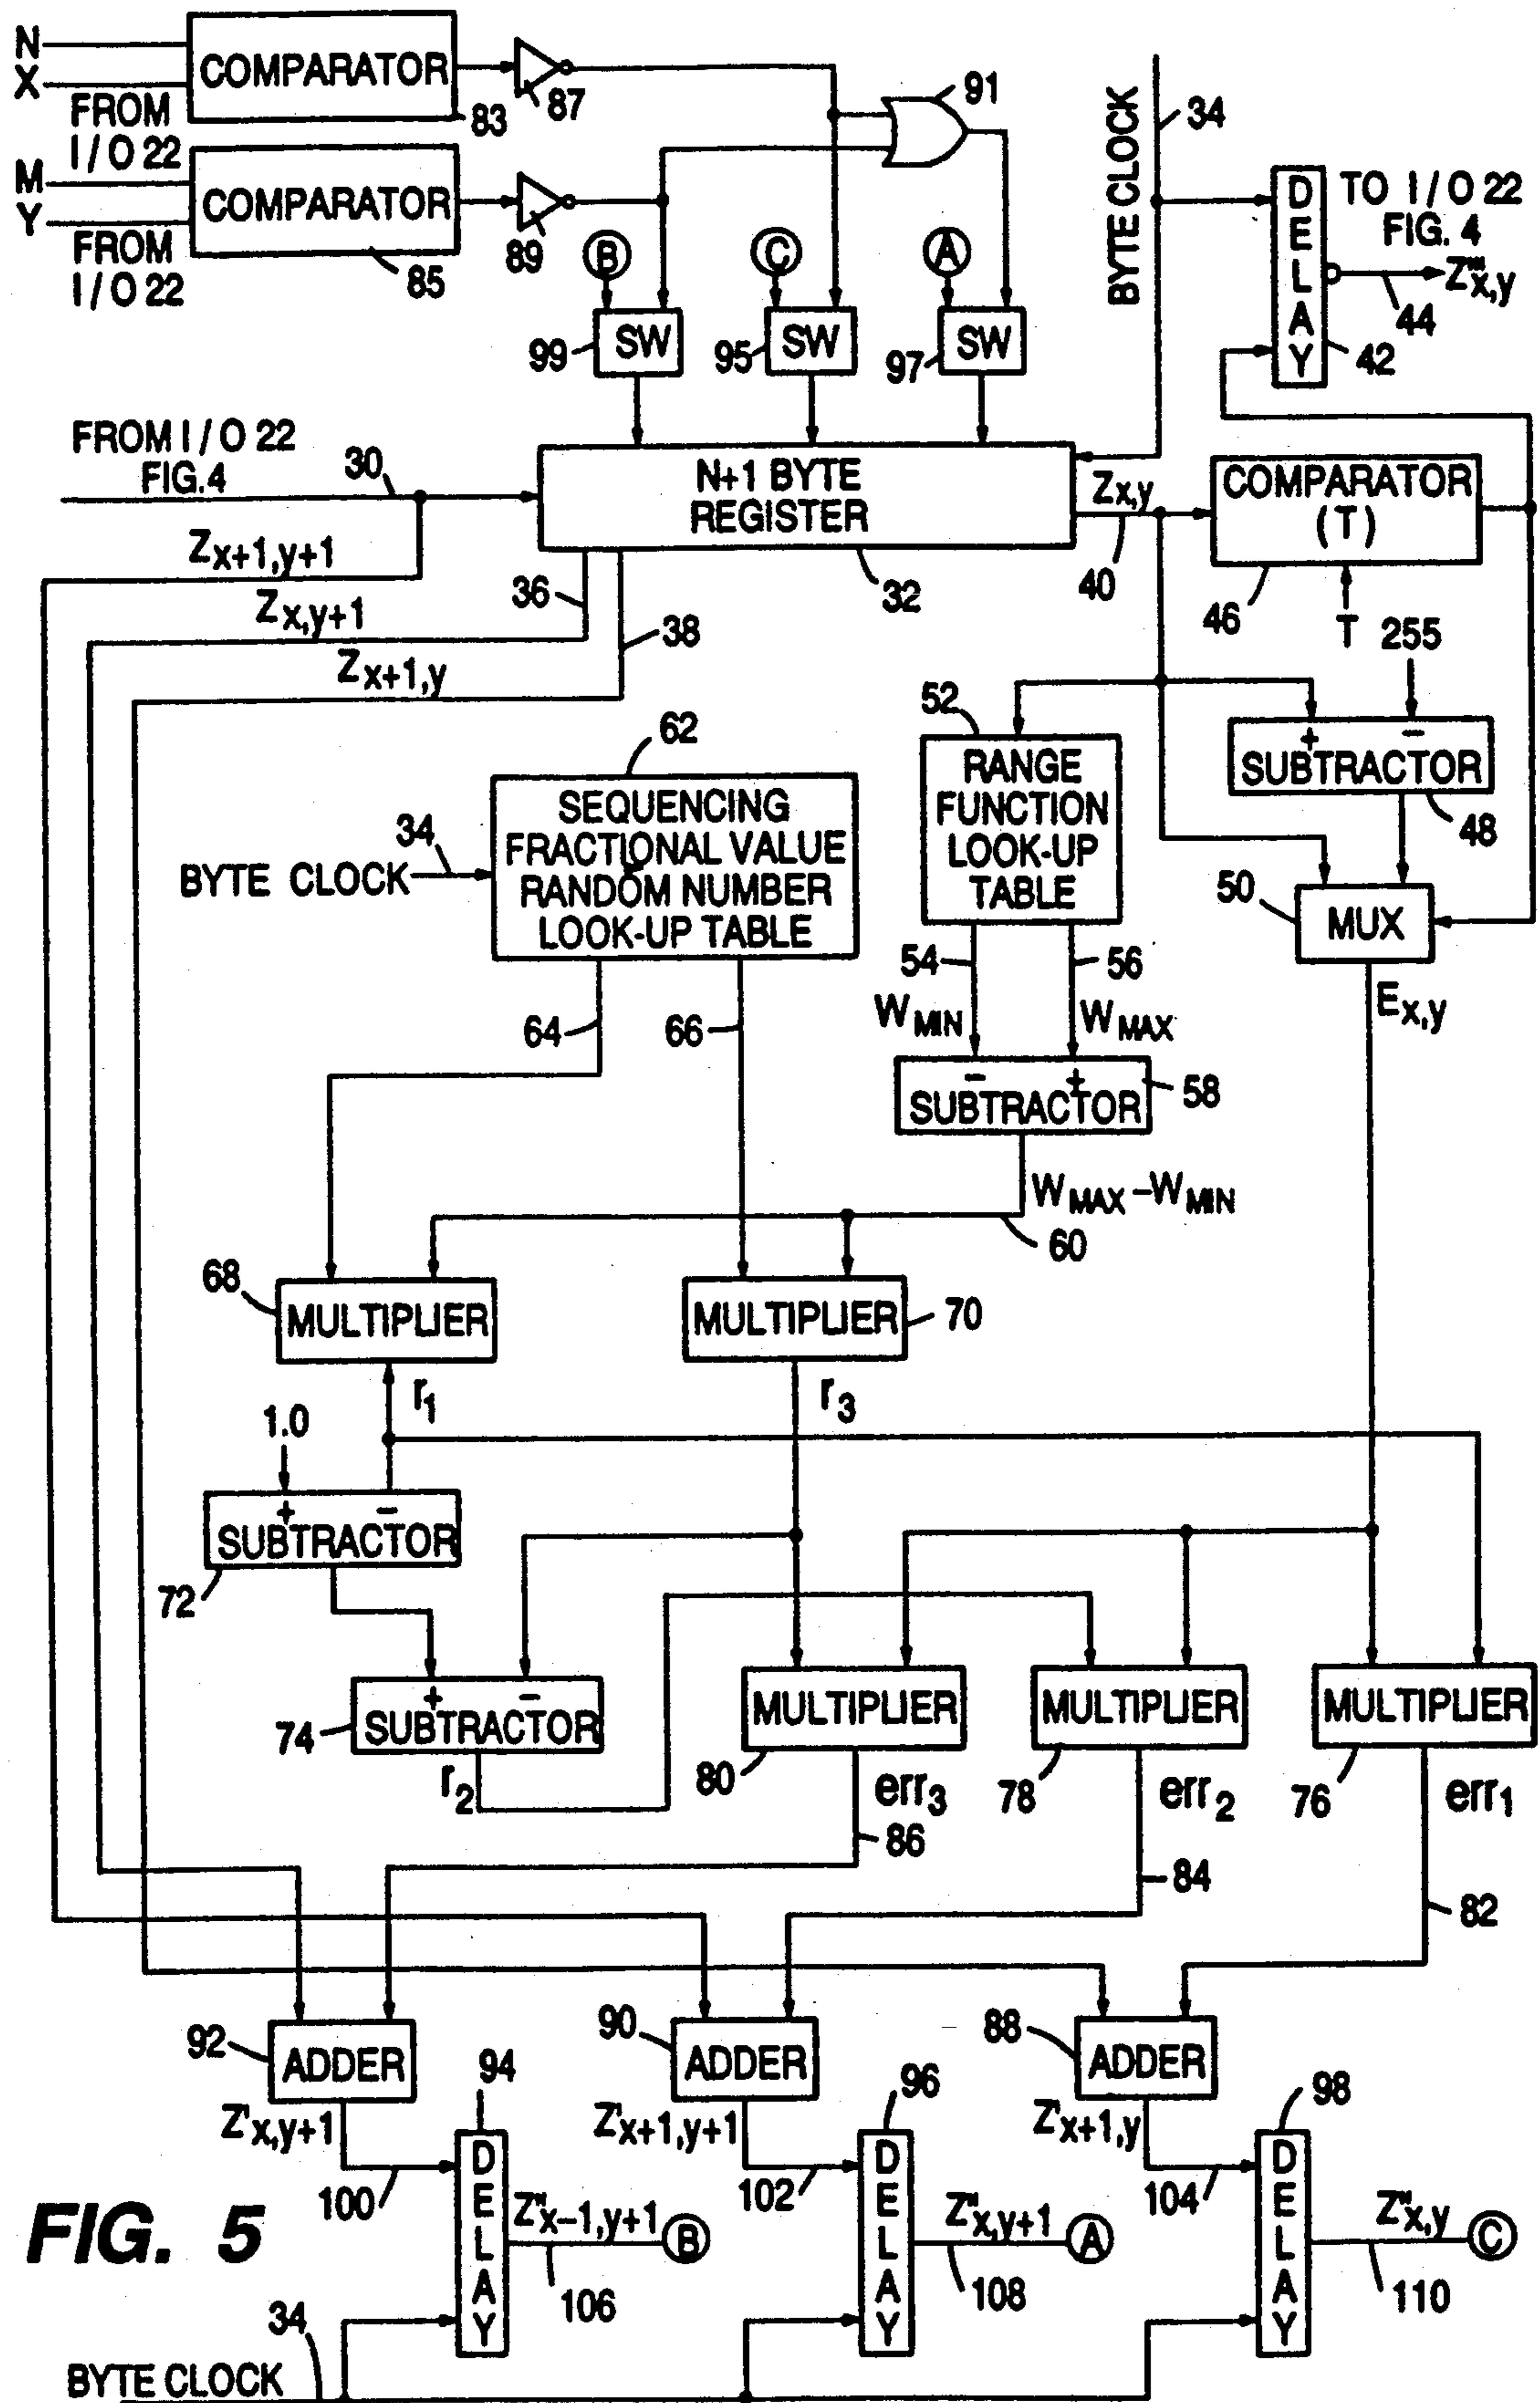 N
X
FROM
I/O 22
COMPARATOR
83
87
91
M
Y
FROM
I/O 22
COMPARATOR
85
89
BYTE CLOCK
34
DELAY
42
TO I/O 22
FIG. 4
Z'''x,y
44
B
C
A
99
SW
95
SW
97
SW
FROM I/O 22
FIG.4
30
N+1 BYTE
REGISTER
32
Zx,y
40
COMPARATOR
(T)
46
T
255
Zx+1,y+1
36
Zx,y+1
38
Zx+1,y
+ −
SUBTRACTOR
48
52
RANGE
FUNCTION
LOOK-UP
TABLE
62
SEQUENCING
FRACTIONAL VALUE
RANDOM NUMBER
LOOK-UP TABLE
BYTE CLOCK
34
50
MUX
Ex,y
54
56
WMIN
WMAX
64
66
− +
SUBTRACTOR
58
WMAX −WMIN
60
68
MULTIPLIER
MULTIPLIER
70
r1
r3
1.0
+ −
SUBTRACTOR
72
+ −
SUBTRACTOR
74
r2
MULTIPLIER
80
err3
86
MULTIPLIER
78
err2
84
MULTIPLIER
76
err1
82
92
ADDER
90
ADDER
88
ADDER
Z'x,y+1
100
94
DELAY
Z'x+1,y+1
102
96
DELAY
Z'x+1,y
104
98
DELAY
Z''x−1,y+1
B
106
Z''x,y+1
A
108
Z''x,y
C
110
FIG. 5
34
BYTE CLOCK